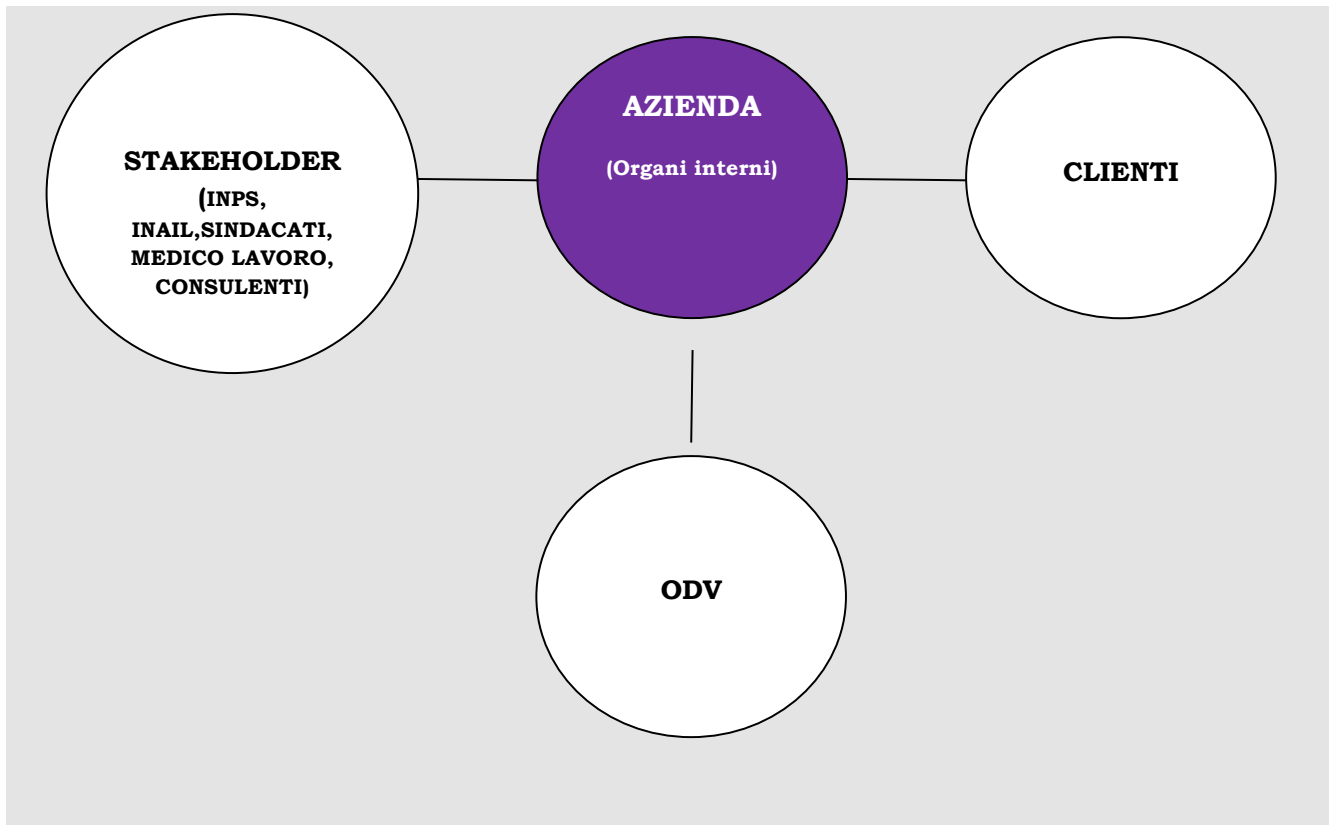 STAKEHOLDER
(INPS,
INAIL,SINDACATI,
MEDICO LAVORO,
CONSULENTI)
AZIENDA
(Organi interni)
CLIENTI
ODV